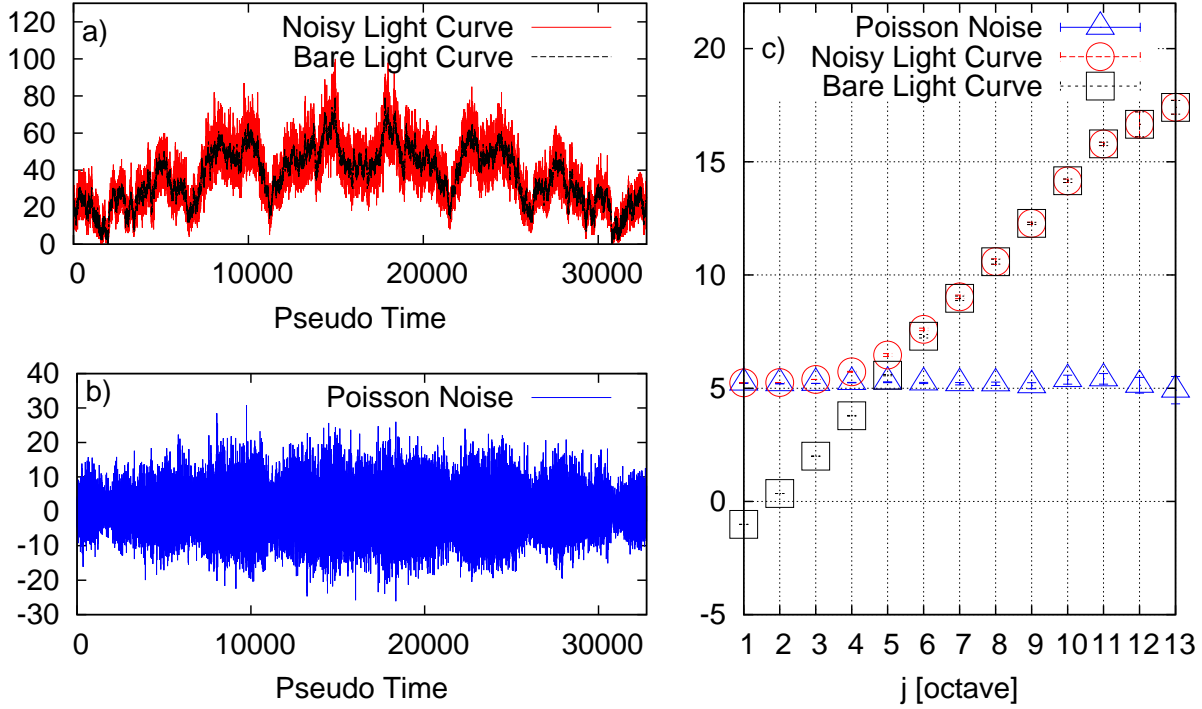 a)
Noisy Light Curve
Bare Light Curve
120
100
80
60
40
20
0
0 10000 20000 30000
Pseudo Time
b)
Poisson Noise
40
30
20
10
0
-10
-20
-30
0 10000 20000 30000
Pseudo Time
c)
Poisson Noise
Noisy Light Curve
Bare Light Curve
20
15
10
5
0
-5
1 2 3 4 5 6 7 8 9 10 11 12 13
j [octave]